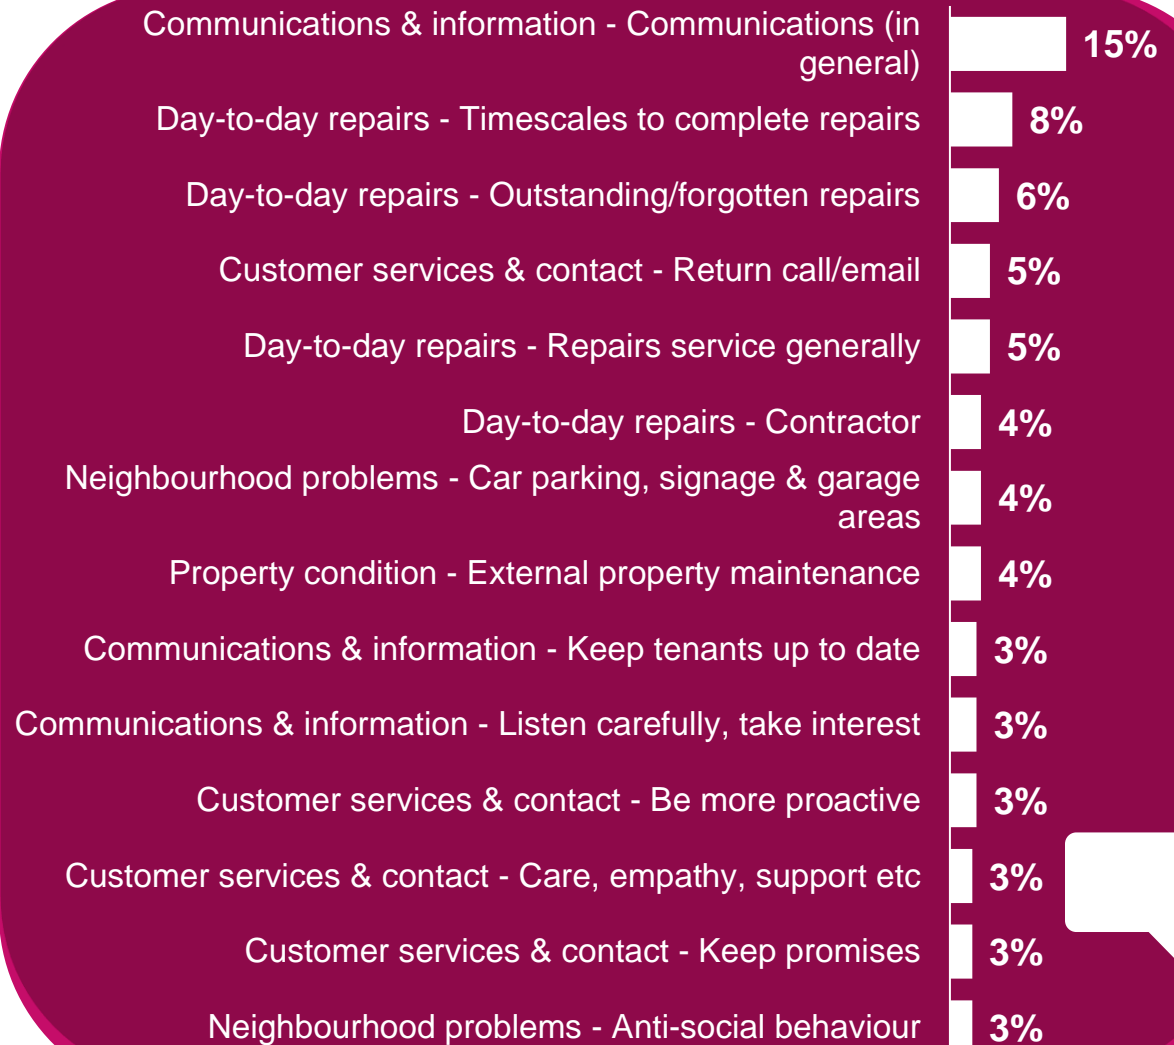 Communications & information - Communications (in
general)
15%
Day-to-day repairs - Timescales to complete repairs
8%
Day-to-day repairs - Outstanding/forgotten repairs
6%
Customer services & contact - Return call/email
5%
Day-to-day repairs - Repairs service generally
5%
Day-to-day repairs - Contractor
4%
Neighbourhood problems - Car parking, signage & garage
areas
4%
Property condition - External property maintenance
4%
Communications & information - Keep tenants up to date
3%
Communications & information - Listen carefully, take interest
3%
Customer services & contact - Be more proactive
3%
Customer services & contact - Care, empathy, support etc
3%
Customer services & contact - Keep promises
3%
Neighbourhood problems - Anti-social behaviour
3%